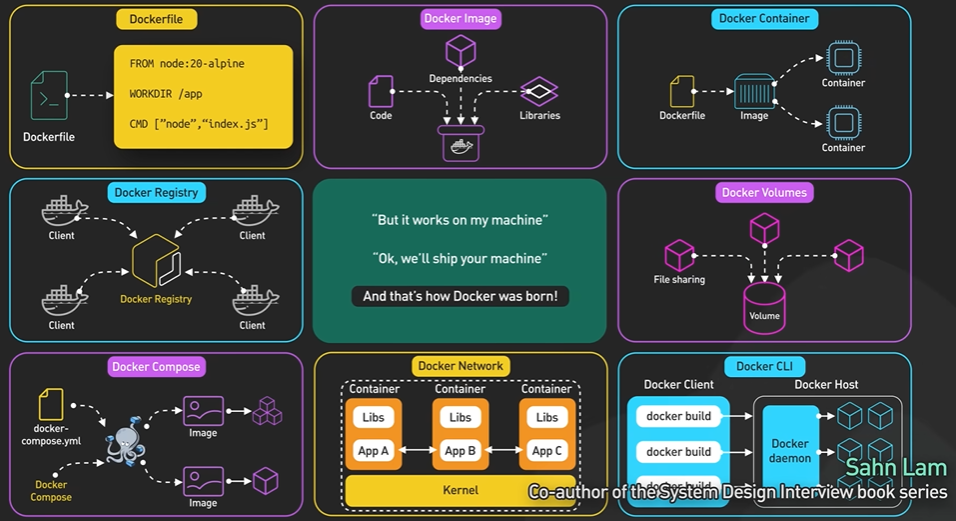 Dockerfile
FROM node:20-alpine
WORKDIR /app
CMD ["node","index.js"]
Dockerfile
Docker Image
Dependencies
Code
Libraries
Docker Container
Dockerfile
Image
Container
Container
Docker Registry
Client
Client
Docker Registry
Client
Client
"But it works on my machine"
"Ok, we'll ship your machine"
And that's how Docker was born!
Docker Volumes
File sharing
Volume
Docker Compose
docker-
compose.yml
Docker
Compose
Image
Image
Docker Network
Container Container Container
Libs Libs Libs
App A App B App C
Kernel
Docker CLI
Docker Client Docker Host
docker build
docker build
docker build
Docker
daemon
Sahn Lam
Co-author of the System Design Interview book series